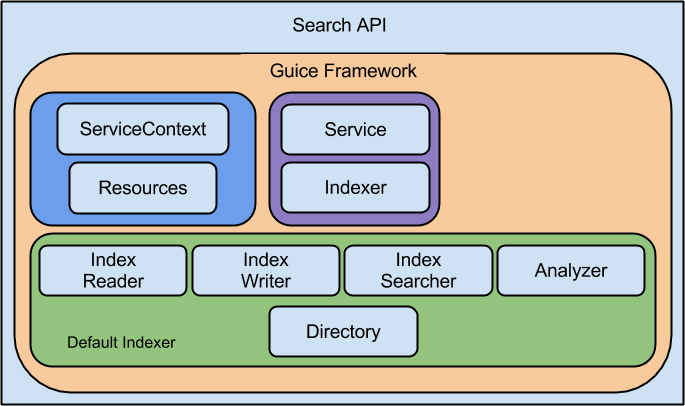 Search API
Guice Framework
ServiceContext
Resources
Service
Indexer
Index
Reader
Index
Writer
Index
Searcher
Analyzer
Directory
Default Indexer